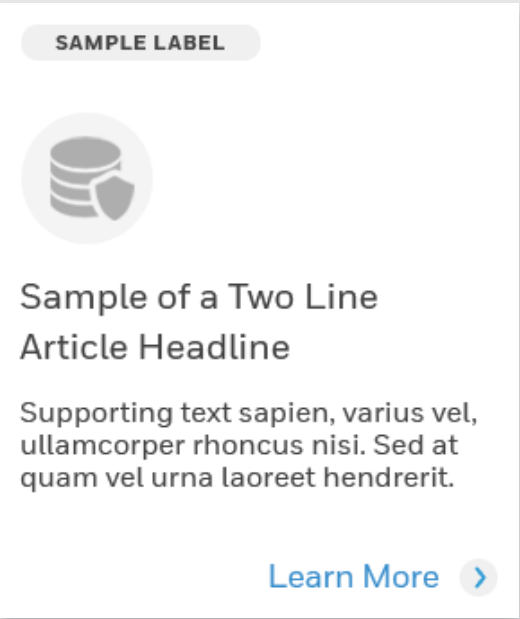 SAMPLE LABEL
Sample of a Two Line
Article Headline
Supporting text sapien, varius vel,
ullamcorper rhoncus nisi. Sed at
quam vel urna laoreet hendrerit.
Learn More